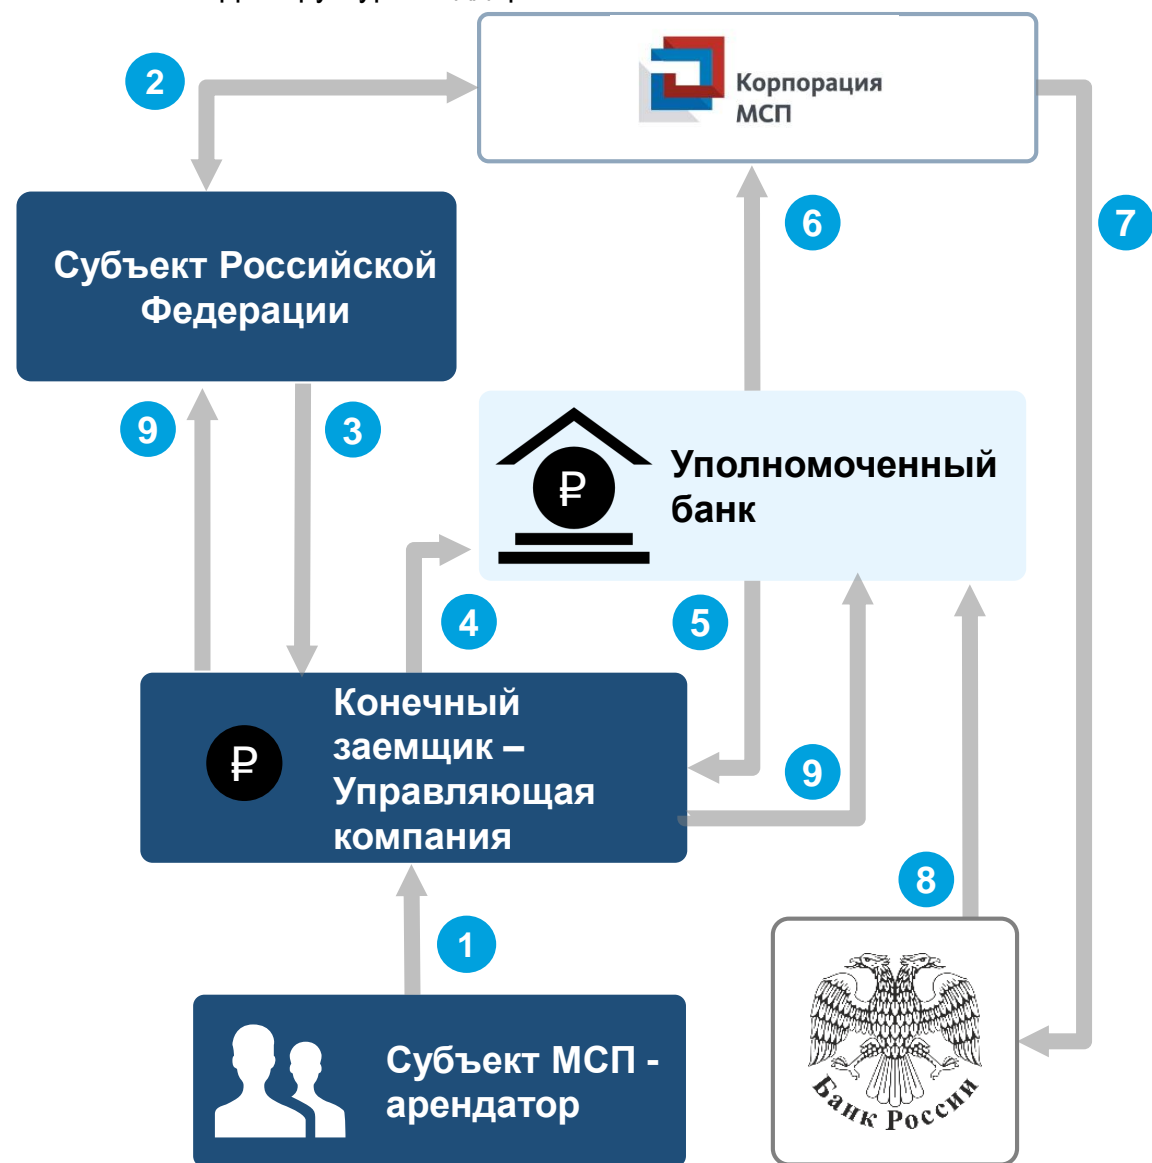 2
Корпорация
МСП
6
7
Субъект Российской
Федерации
9
3
₽
Уполномоченный
банк
4
5
₽
Конечный
заемщик –
Управляющая
компания
9
8
1
Субъект МСП -
арендатор
Банк России